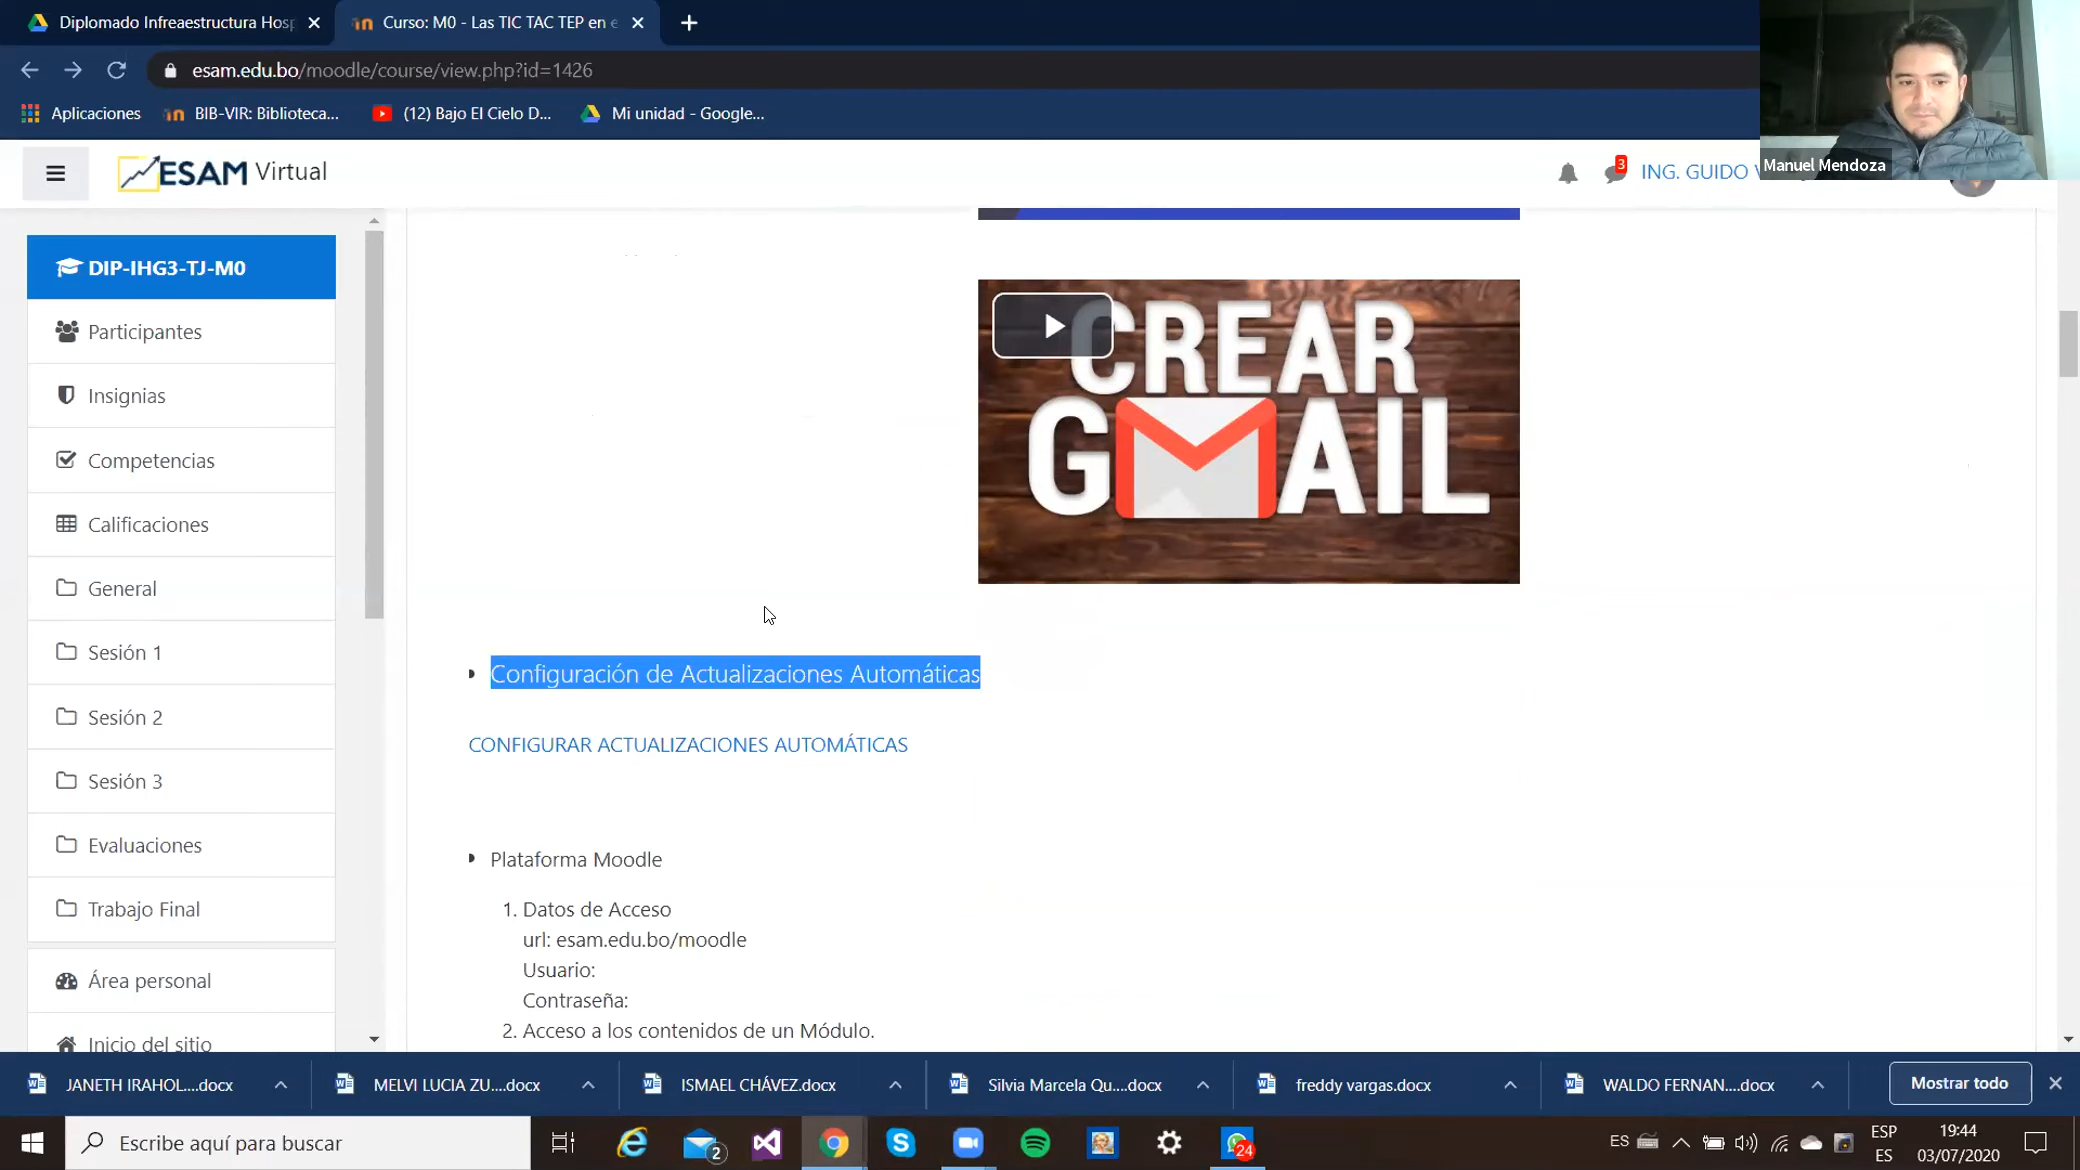 Diplomado Infreaestructura Hosp
Curso: M0 - Las TIC TAC TEP en e
esam.edu.bo/moodle/course/view.php?id=1426
Aplicaciones
BIB-VIR: Biblioteca...
(12) Bajo El Cielo D...
Mi unidad - Google...
Manuel Mendoza
ESAM Virtual
3
ING. GUIDO V
DIP-IHG3-TJ-M0
Participantes
Insignias
Competencias
Calificaciones
General
Sesión 1
Sesión 2
Sesión 3
Evaluaciones
Trabajo Final
Área personal
Inicio del sitio
CREAR
GMAIL
Configuración de Actualizaciones Automáticas
CONFIGURAR ACTUALIZACIONES AUTOMÁTICAS
Plataforma Moodle
1. Datos de Acceso
url: esam.edu.bo/moodle
Usuario:
Contraseña:
2. Acceso a los contenidos de un Módulo.
JANETH IRAHOL....docx
MELVI LUCIA ZU....docx
ISMAEL CHÁVEZ.docx
Silvia Marcela Qu....docx
freddy vargas.docx
WALDO FERNAN....docx
Mostrar todo
Escribe aquí para buscar
2
24
ES
ESP
ES
19:44
03/07/2020